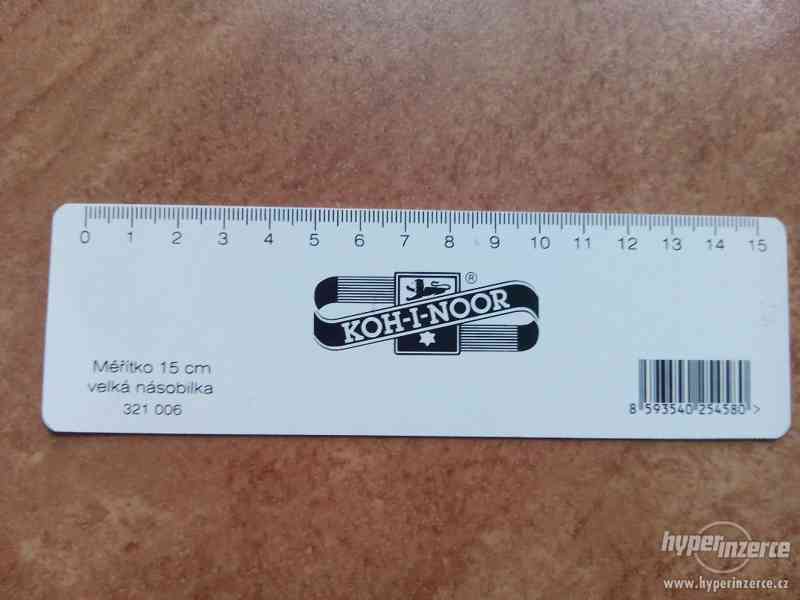 0 1 2 3 4 5 6 7 8 9 10 11 12 13 14 15
®
KOH-I-NOOR
Měřítko 15 cm
velká násobilka
321 006
8 593540 254580 >
hyperinzerce
www.hyperinzerce.cz